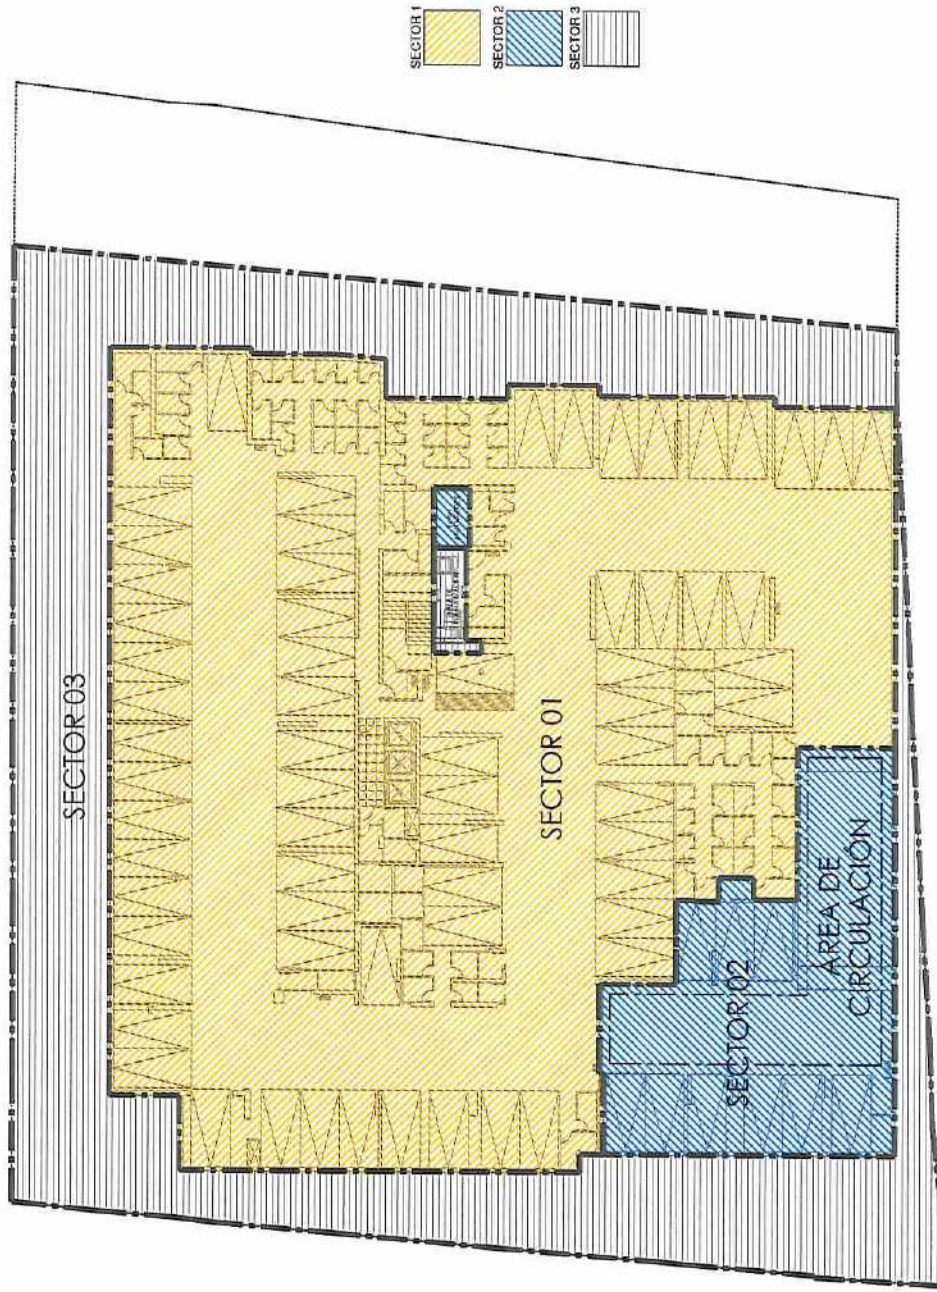 SECTOR 1
SECTOR 2
SECTOR 3
SECTOR 03
SECTOR 01
SECTOR 02
ÁREA DE
CIRCULACIÓN